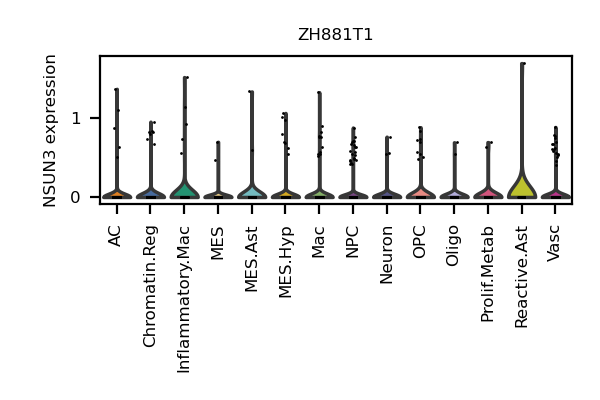 ZH881T1
NSUN3 expression
1
0
AC
Chromatin.Reg
Inflammatory.Mac
MES
MES.Ast
MES.Hyp
Mac
NPC
Neuron
OPC
Oligo
Prolif.Metab
Reactive.Ast
Vasc